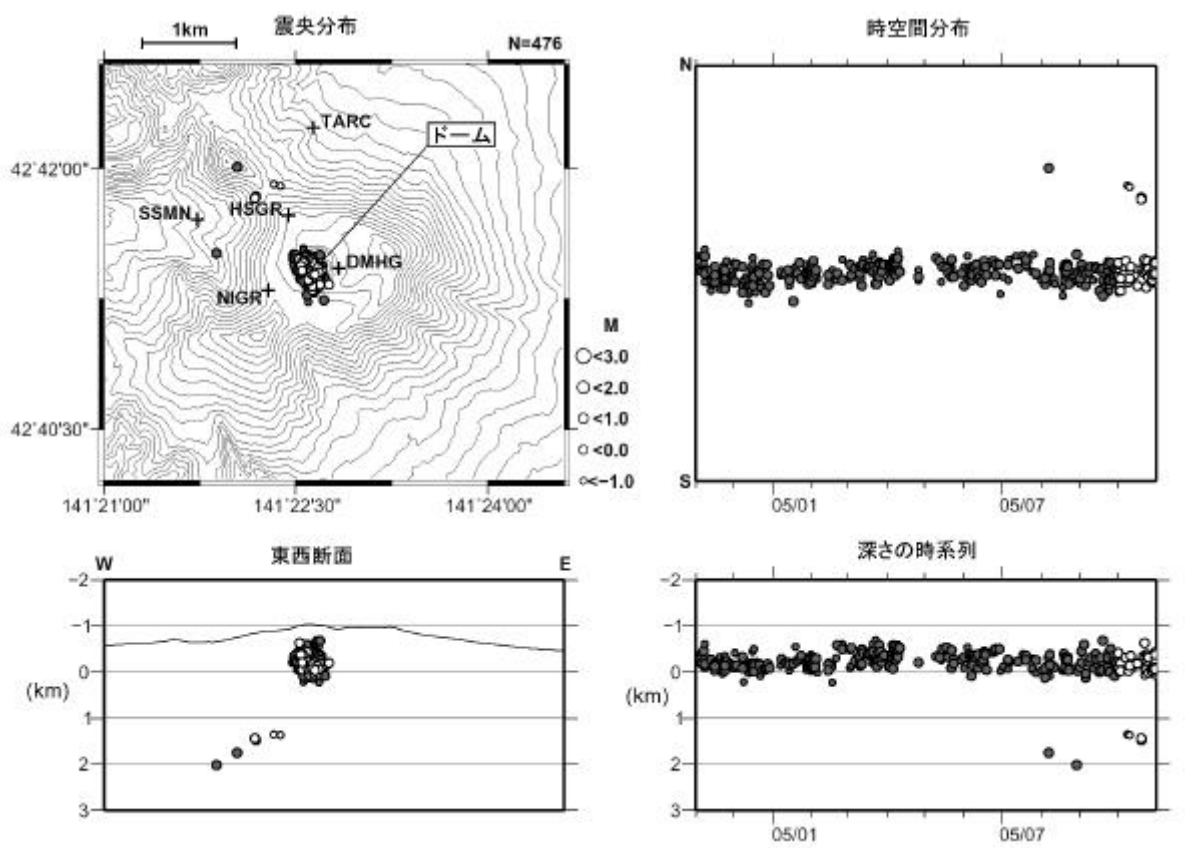 震央分布
1km
N=476
TARC
ドーム
42°42'00"
SSMN
HSGR
DMHG
NIGR
42°40'30"
141°21'00"
141°22'30"
141°24'00"
M
<3.0
<2.0
<1.0
<0.0
<−1.0
時空間分布
N
S
05/01
05/07
東西断面
W
E
−2
−1
0
(km)
1
2
3
深さの時系列
−2
−1
0
(km)
1
2
3
05/01
05/07